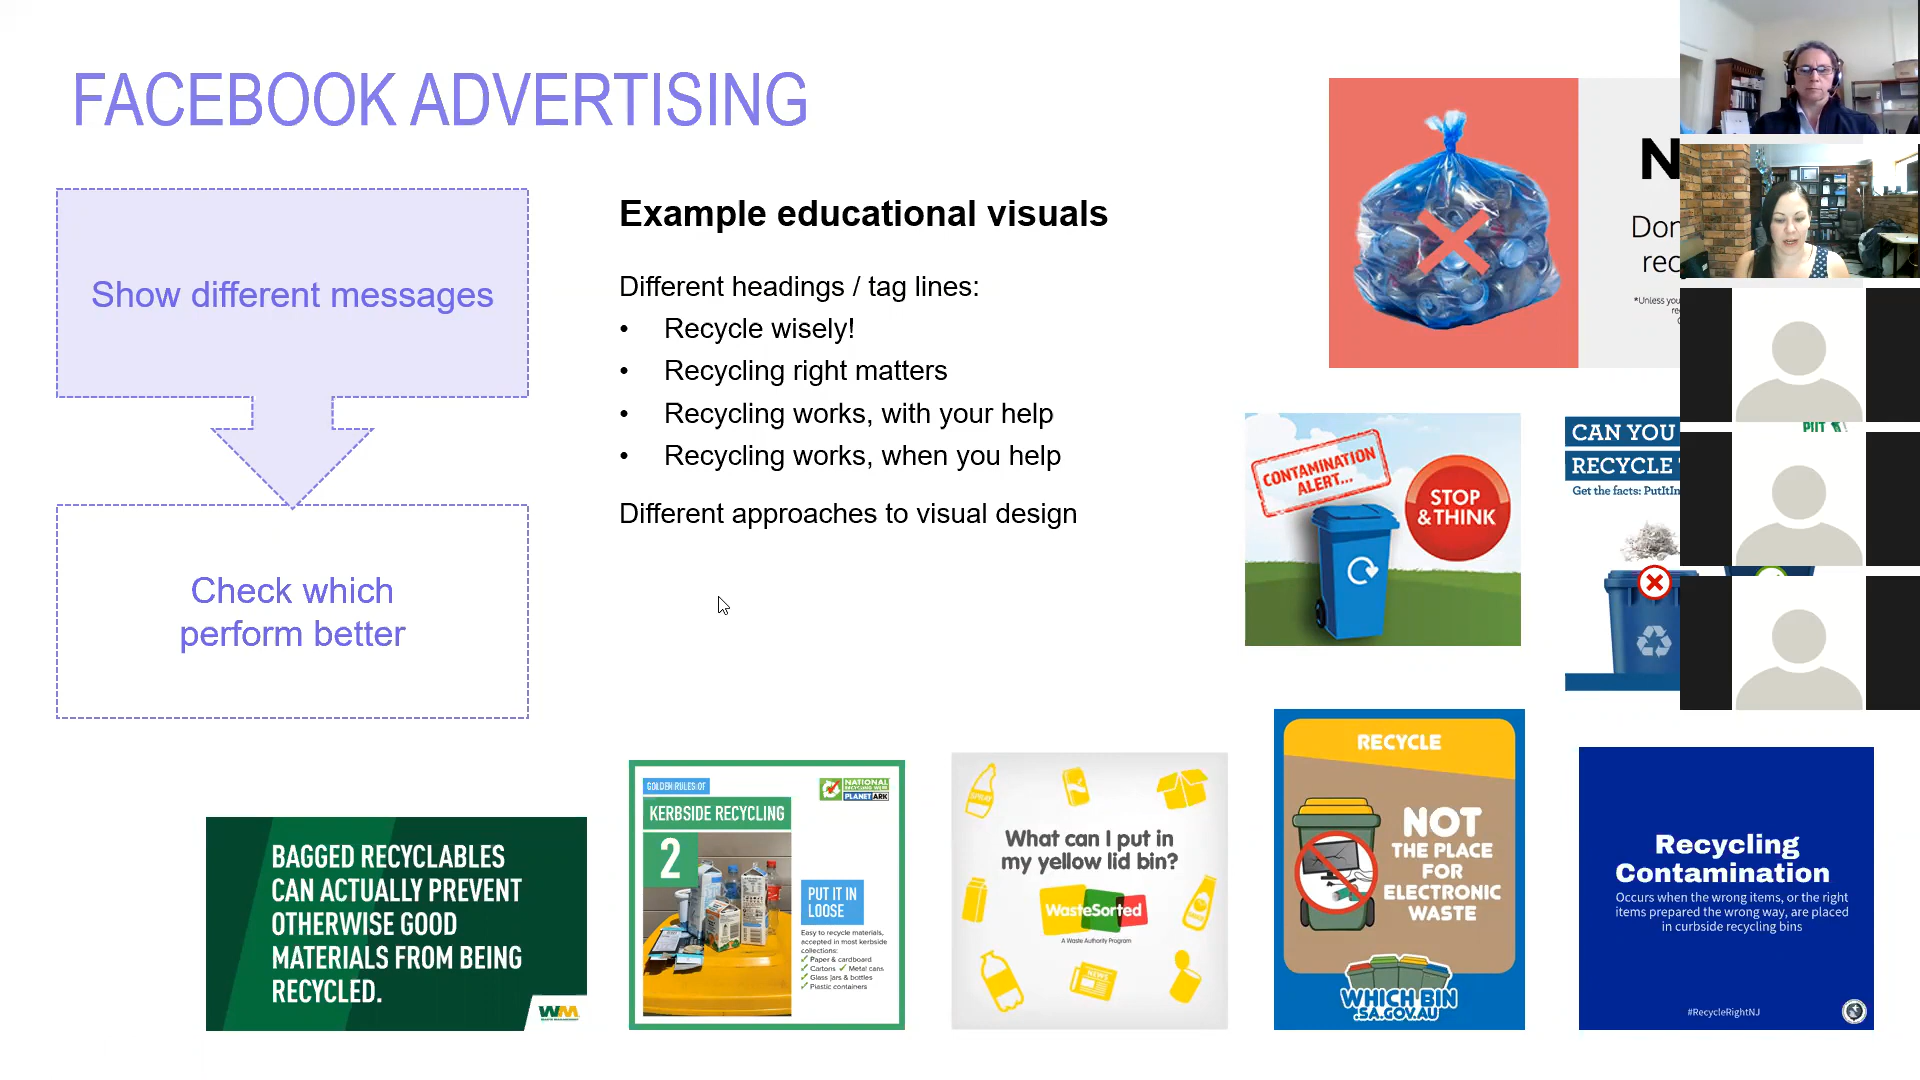 FACEBOOK ADVERTISING
Show different messages
Check which
perform better
Example educational visuals
Different headings / tag lines:
• Recycle wisely!
• Recycling right matters
• Recycling works, with your help
• Recycling works, when you help
Different approaches to visual design
CONTAMINATION
ALERT...
STOP
& THINK
CAN YOU
RECYCLE
Get the facts:
BAGGED RECYCLABLES
CAN ACTUALLY PREVENT
OTHERWISE GOOD
MATERIALS FROM BEING
RECYCLED.
WM
WASTE MANAGEMENT
GOLDEN RULES OF
KERBSIDE RECYCLING
NATIONAL
RECYCLING WEEK
PLANET ARK
2
PUT IT IN
LOOSE
Easy to recycle materials,
accepted in most kerbside
collections:
✓ Paper & cardboard
✓ Cartons ✓ Metal cans
✓ Glass jars & bottles
✓ Plastic containers
SPRAY
What can I put in
my yellow lid bin?
WasteSorted
A Waste Authority Program
NEWS
RECYCLE
NOT
THE PLACE
FOR
ELECTRONIC
WASTE
WHICH BIN
.SA.GOV.AU
Recycling
Contamination
Occurs when the wrong items, or the right
items prepared the wrong way, are placed
in curbside recycling bins
#RecycleRightNJ